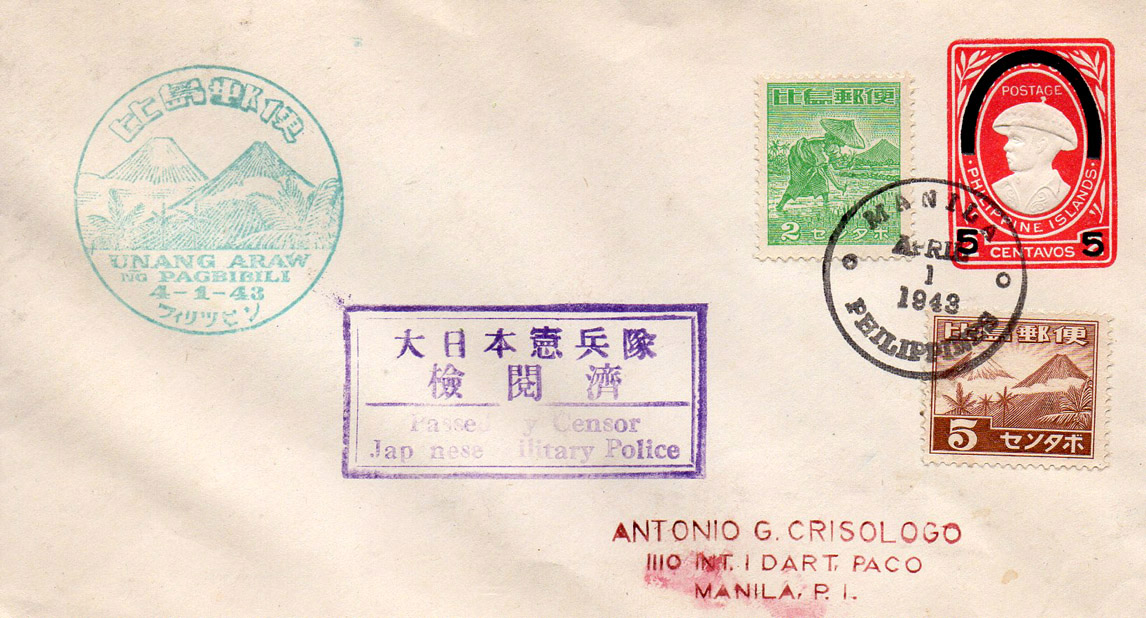 比島郵便
UNANG ARAW
NG PAGBIBILI
4-1-43
フィリッピン
比島郵便
2 センタボ
POSTAGE
PHILIPPINE ISLANDS
5 5
CENTAVOS
MANILA
APRIL
1
1943
PHILIPPINES
比島郵便
5 センタボ
大日本憲兵隊
檢閲濟
Passed y Censor
Jap nese ilitary Police
ANTONIO G. CRISOLOGO
1110 INT. 1 DART, PACO
MANILA, P. I.